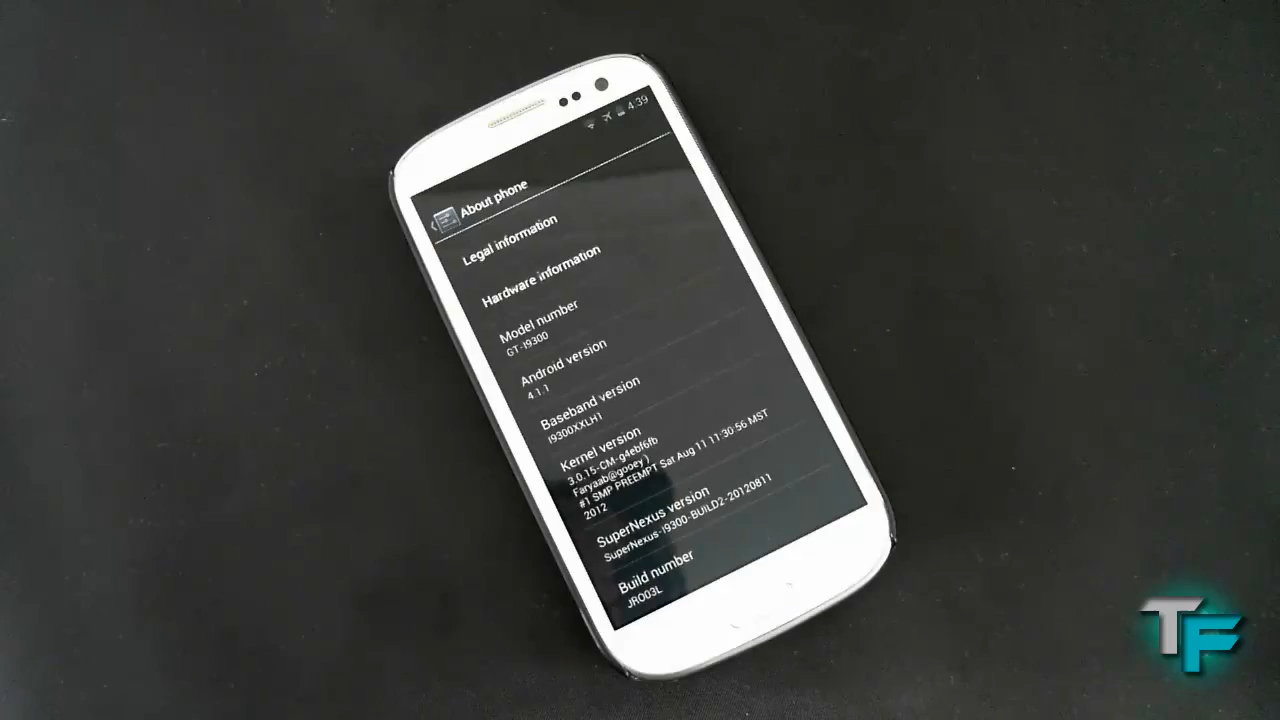 4:39
About phone
Legal information
Hardware information
Model number
GT-I9300
Android version
4.1.1
Baseband version
I9300XXLH1
Kernel version
3.0.15-CM-g4ebf6fb
Faryaab@gooey )
#1 SMP PREEMPT Sat Aug 11 11:30:56 MST
2012
SuperNexus version
SuperNexus-I9300-BUILD2-20120811
Build number
JRO03L
TF